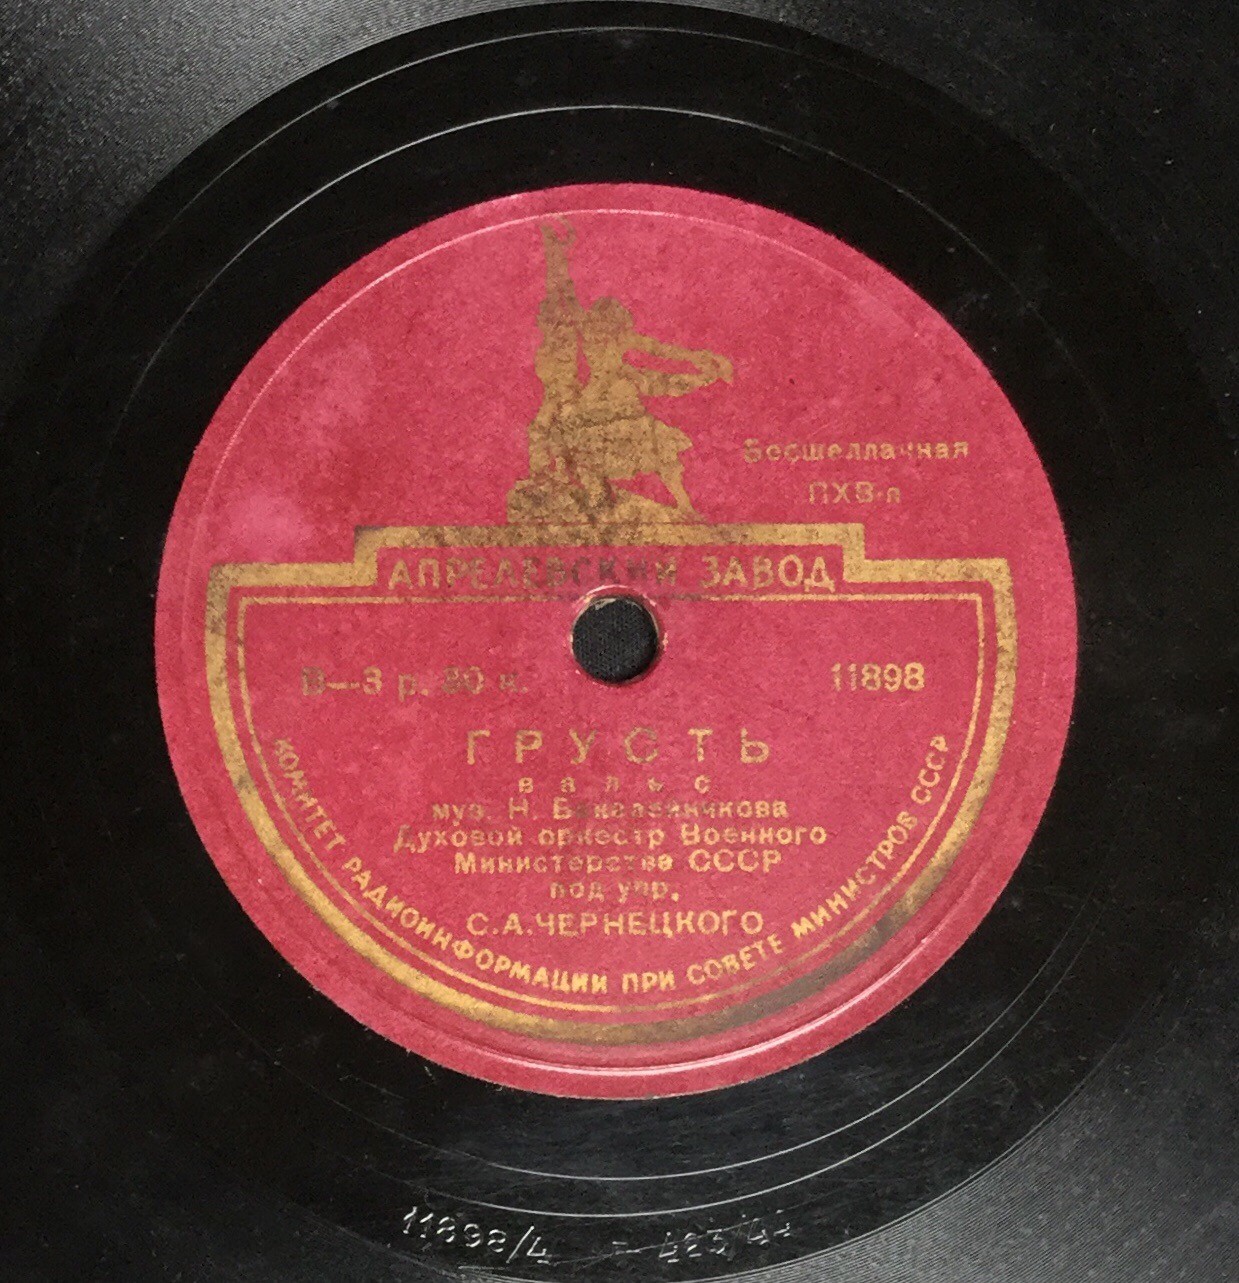 Бесшеллачная
ПХВ-п
АПРЕЛЕВСКИЙ ЗАВОД
В—3 р. 80 к.
11898
ГРУСТЬ
вальс
муз. Н. Бакалейникова
Духовой оркестр Военного
Министерства СССР
под упр.
С.А.ЧЕРНЕЦКОГО
КОМИТЕТ РАДИОИНФОРМАЦИИ ПРИ СОВЕТЕ МИНИСТРОВ СССР
11898/4